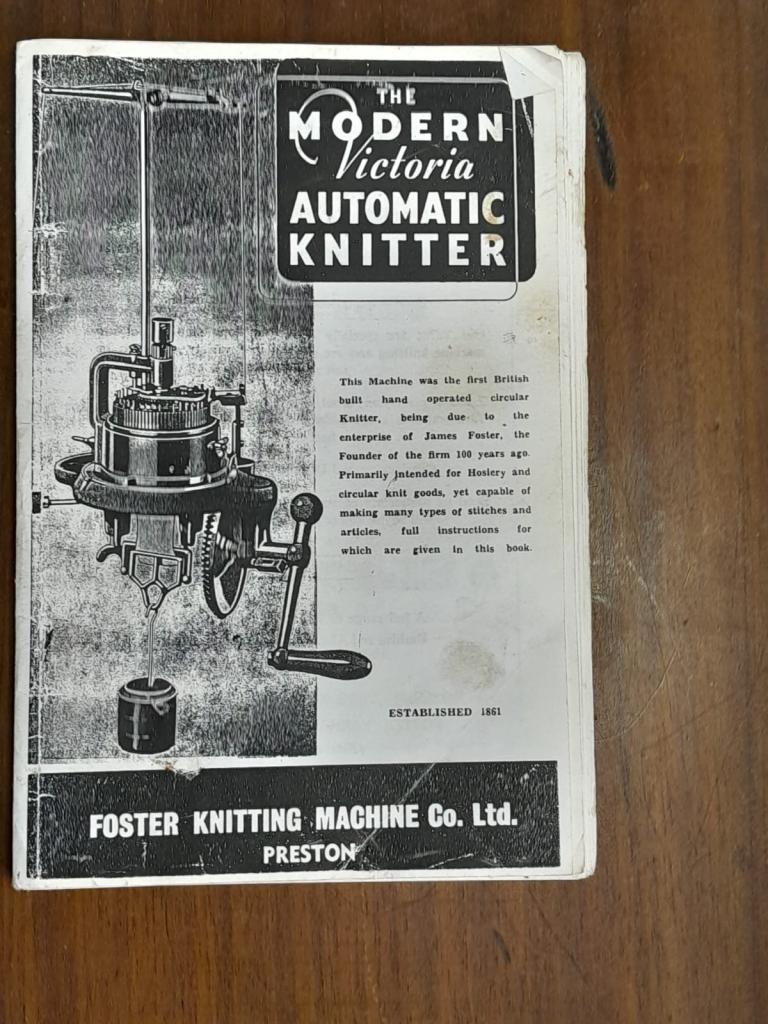 THE
MODERN
Victoria
AUTOMATIC
KNITTER
This Machine was the first British
built hand operated circular
Knitter, being due to the
enterprise of James Foster, the
Founder of the firm 100 years ago.
Primarily intended for Hosiery and
circular knit goods, yet capable of
making many types of stitches and
articles, full instructions for
which are given in this book.
ESTABLISHED 1861
FOSTER KNITTING MACHINE Co. Ltd.
PRESTON